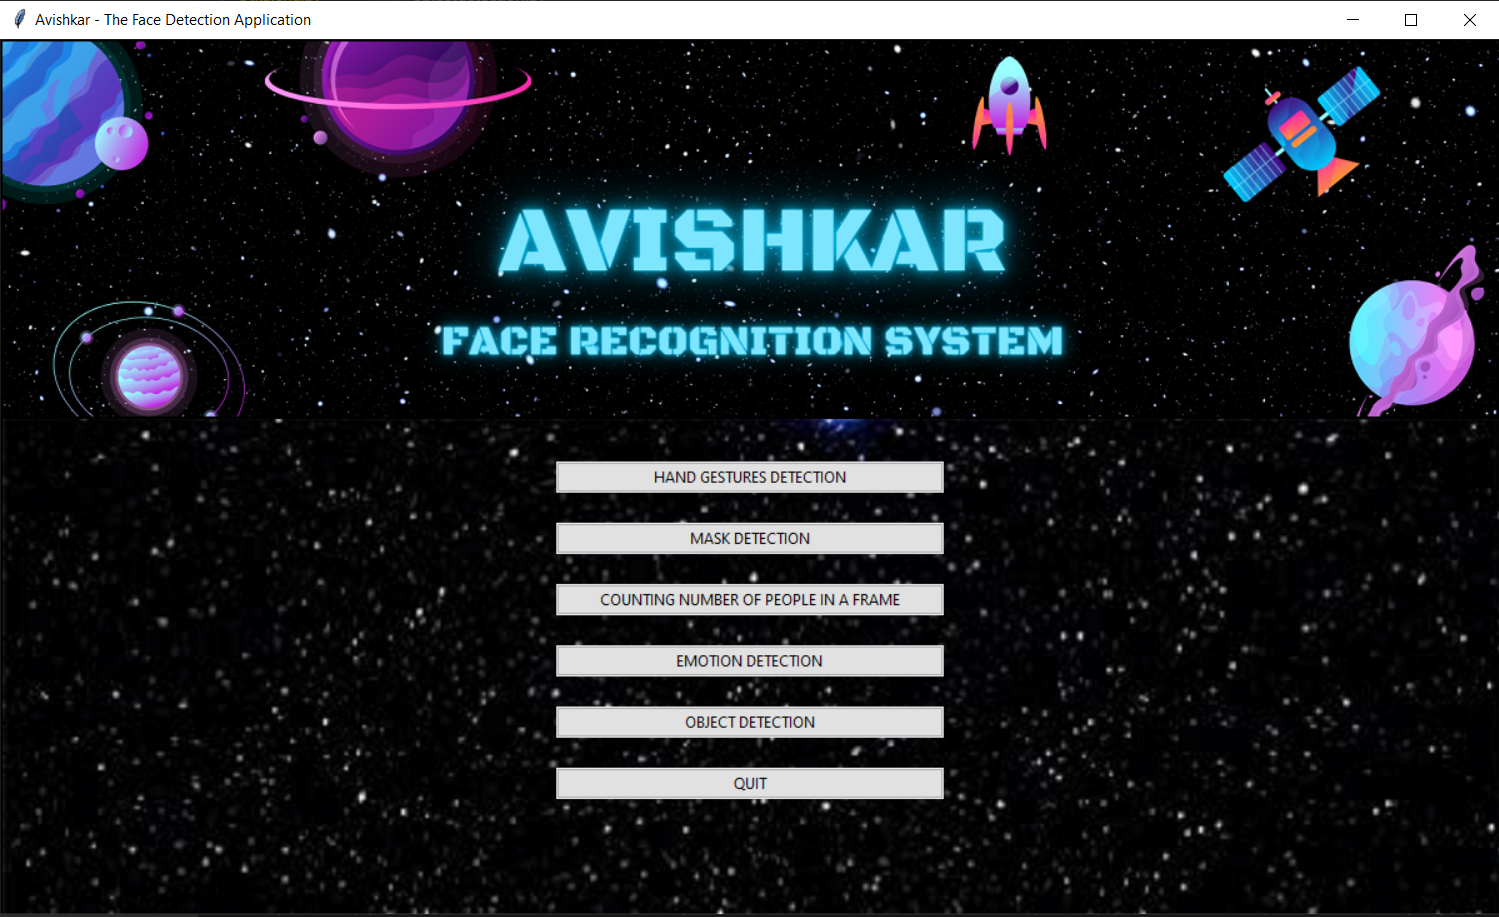 Avishkar - The Face Detection Application
AVISHKAR
FACE RECOGNITION SYSTEM
HAND GESTURES DETECTION
MASK DETECTION
COUNTING NUMBER OF PEOPLE IN A FRAME
EMOTION DETECTION
OBJECT DETECTION
QUIT